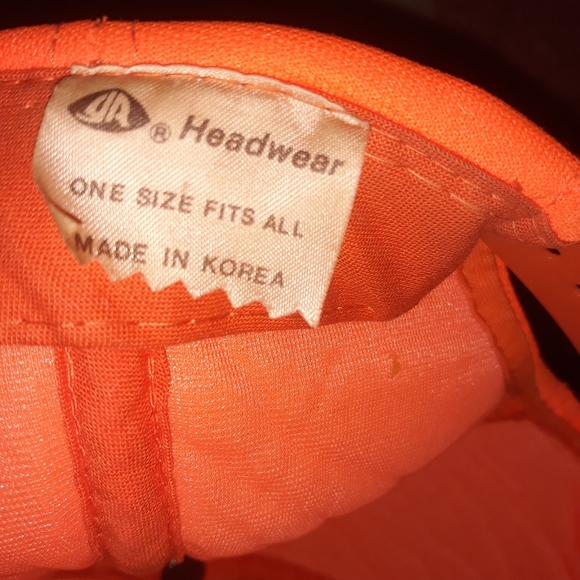 ® Headwear
ONE SIZE FITS ALL
MADE IN KOREA